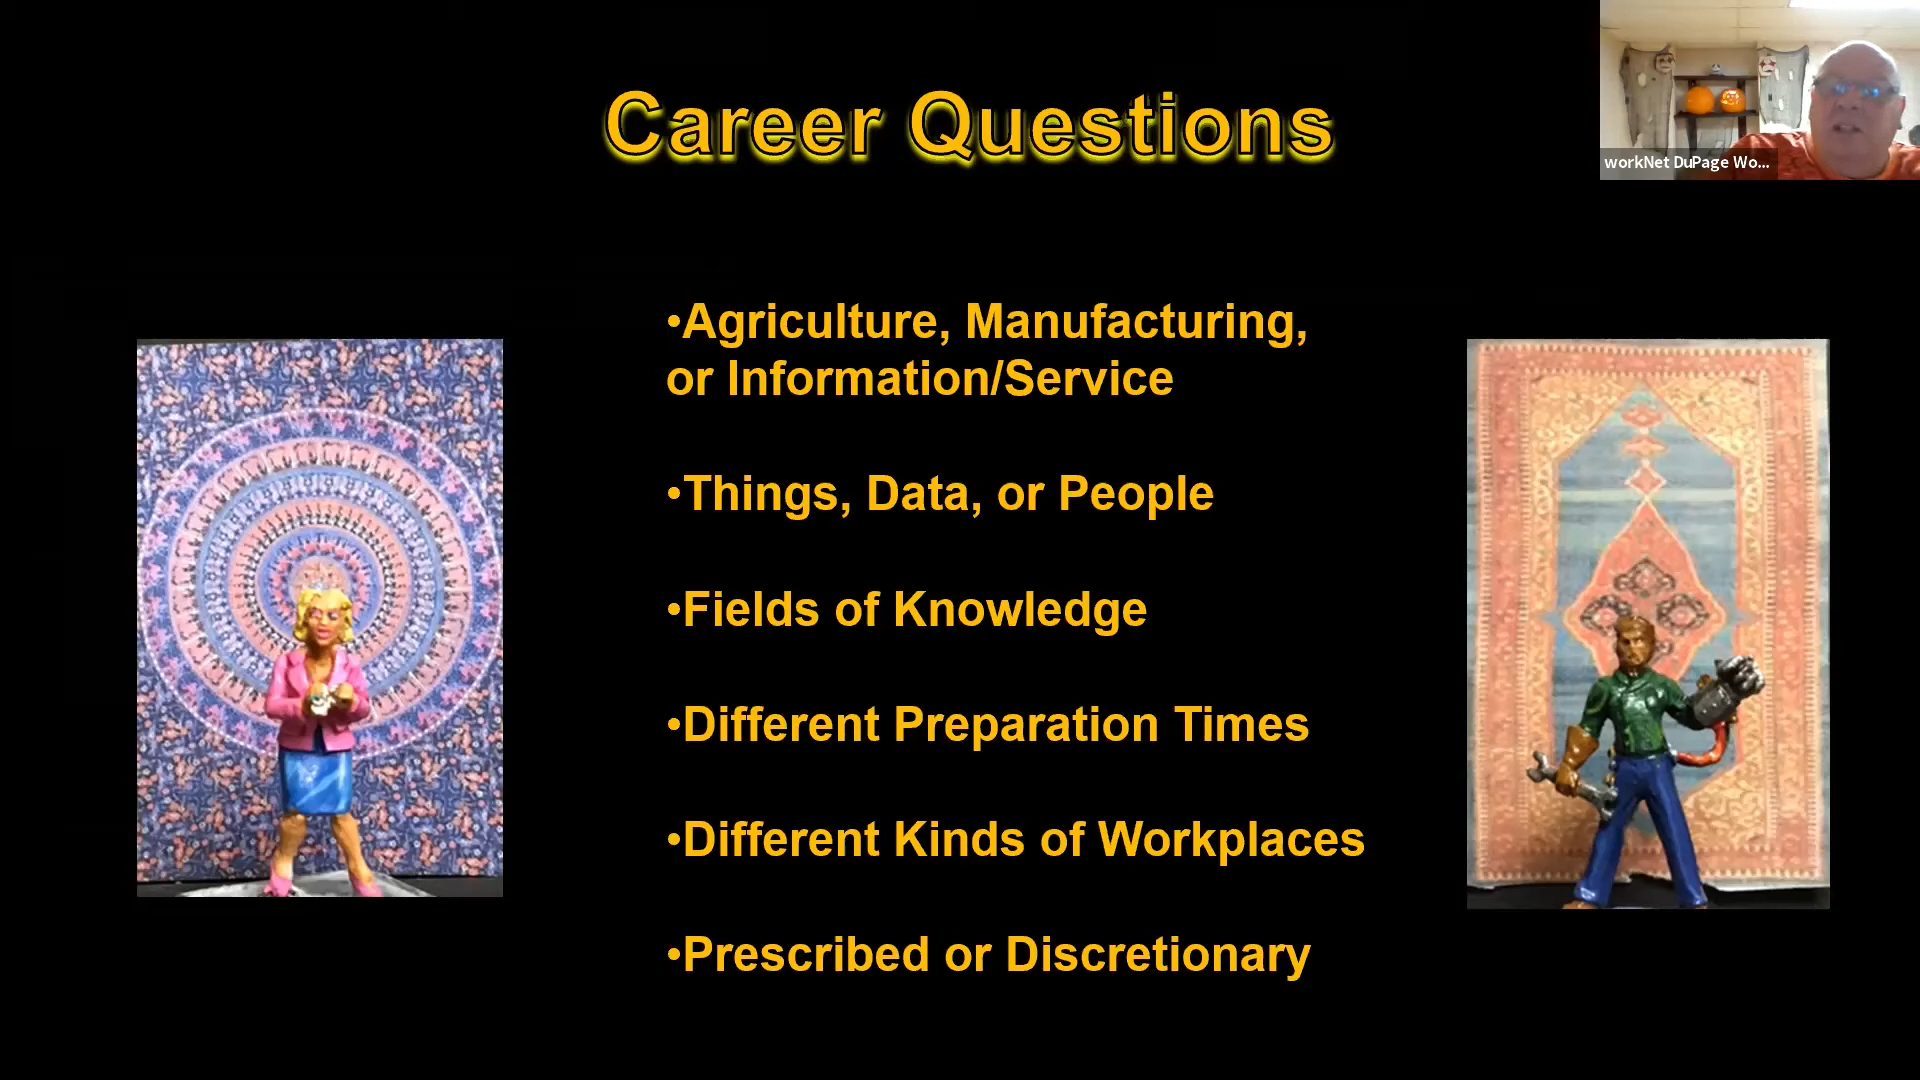 Career Questions
workNet DuPage Wo...
•Agriculture, Manufacturing,
or Information/Service
•Things, Data, or People
•Fields of Knowledge
•Different Preparation Times
•Different Kinds of Workplaces
•Prescribed or Discretionary